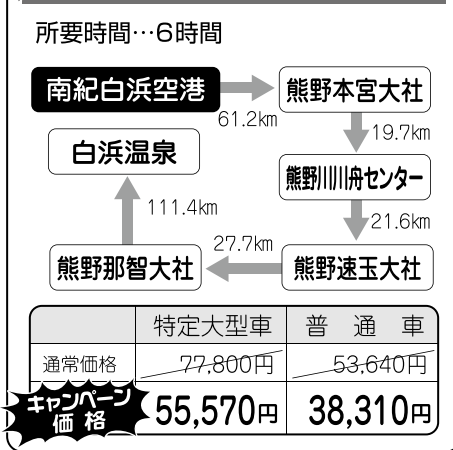 所要時間…6時間
南紀白浜空港
61.2km
熊野本宮大社
19.7km
熊野川川舟センター
21.6km
熊野速玉大社
27.7km
熊野那智大社
111.4km
白浜温泉
特定大型車 普通車
通常価格 77,800円 53,640円
キャンペーン価格 55,570円 38,310円